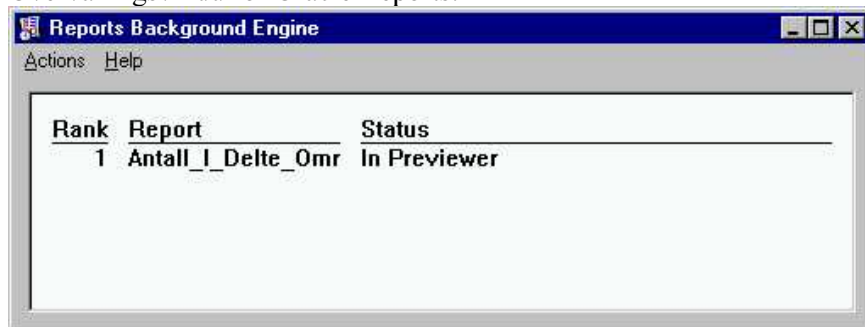 Reports Background Engine
Actions Help
Rank Report Status
1 Antall_I_Delte_Omr In Previewer